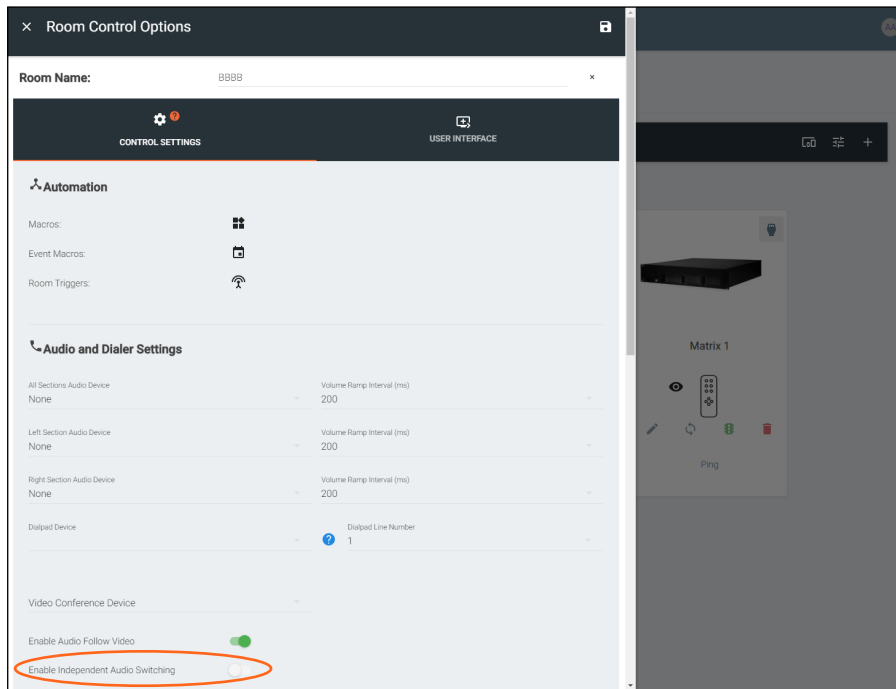 × Room Control Options
AA
Room Name: BBBB ×
?
CONTROL SETTINGS
USER INTERFACE
Automation
Macros:
Event Macros:
Room Triggers:
Audio and Dialer Settings
All Sections Audio Device Volume Ramp Interval (ms)
None 200
Left Section Audio Device Volume Ramp Interval (ms)
None 200
Right Section Audio Device Volume Ramp Interval (ms)
None 200
Dialpad Device Dialpad Line Number
? 1
Video Conference Device
Enable Audio Follow Video
Enable Independent Audio Switching
Matrix 1
Ping